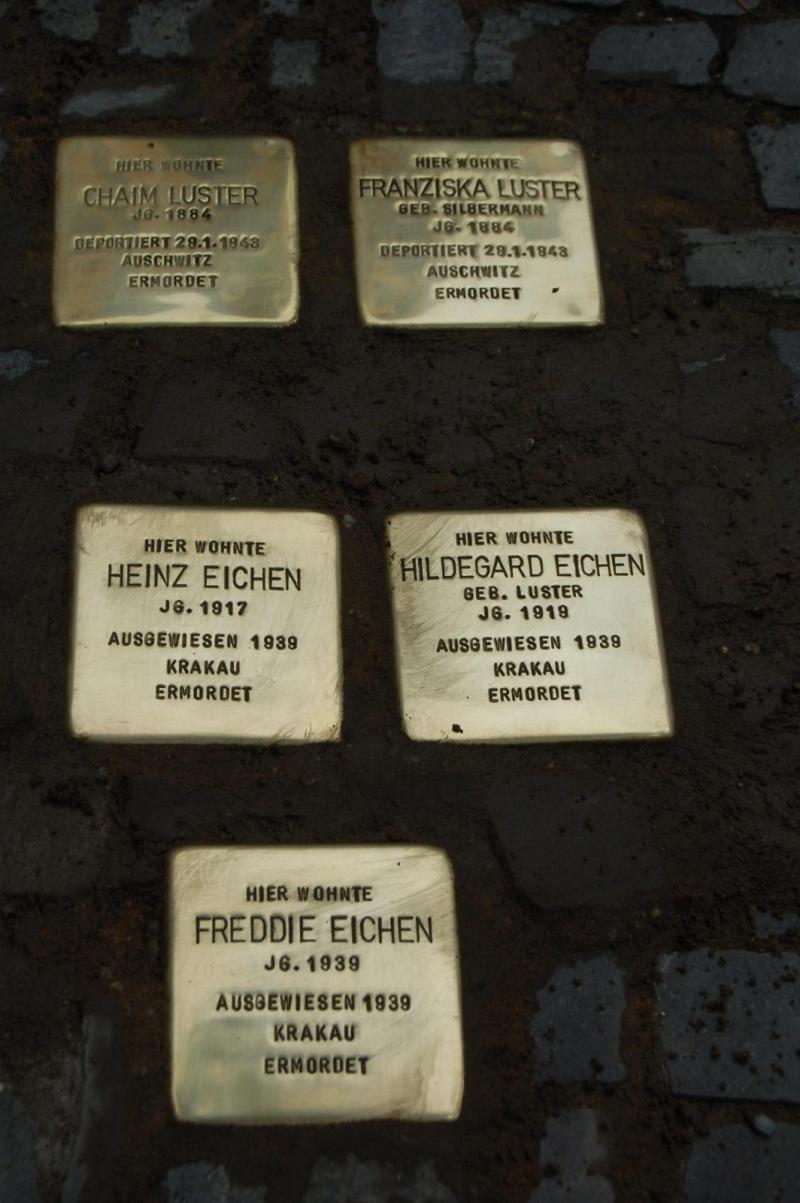 HIER WOHNTE
CHAIM LUSTER
JG. 1884
DEPORTIERT 29.1.1943
AUSCHWITZ
ERMORDET
HIER WOHNTE
FRANZISKA LUSTER
GEB. SILBERMANN
JG. 1884
DEPORTIERT 29.1.1943
AUSCHWITZ
ERMORDET
HIER WOHNTE
HEINZ EICHEN
JG. 1917
AUSGEWIESEN 1939
KRAKAU
ERMORDET
HIER WOHNTE
HILDEGARD EICHEN
GEB. LUSTER
JG. 1919
AUSGEWIESEN 1939
KRAKAU
ERMORDET
HIER WOHNTE
FREDDIE EICHEN
JG. 1939
AUSGEWIESEN 1939
KRAKAU
ERMORDET